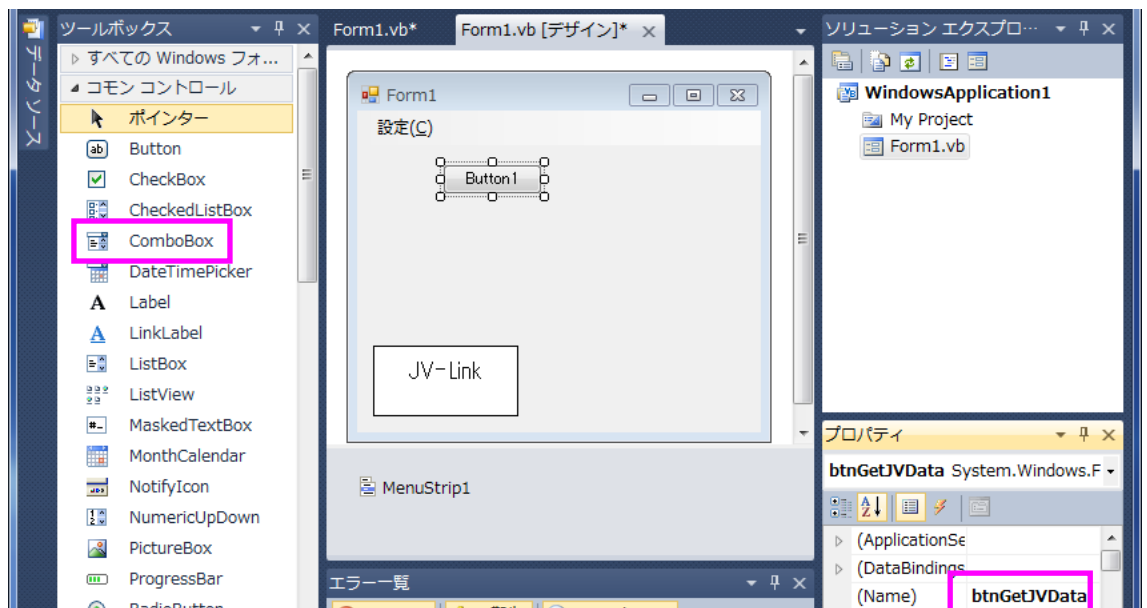 データソース
ツールボックス
すべての Windows フォ...
コモン コントロール
ポインター
Button
CheckBox
CheckedListBox
ComboBox
DateTimePicker
Label
LinkLabel
ListBox
ListView
MaskedTextBox
MonthCalendar
NotifyIcon
NumericUpDown
PictureBox
ProgressBar
RadioButton
Form1.vb*
Form1.vb [デザイン]*
Form1
設定(C)
Button1
JV-Link
MenuStrip1
エラー一覧
ソリューション エクスプロ...
WindowsApplication1
My Project
Form1.vb
プロパティ
btnGetJVData System.Windows.F
(ApplicationSe
(DataBindings
(Name) btnGetJVData